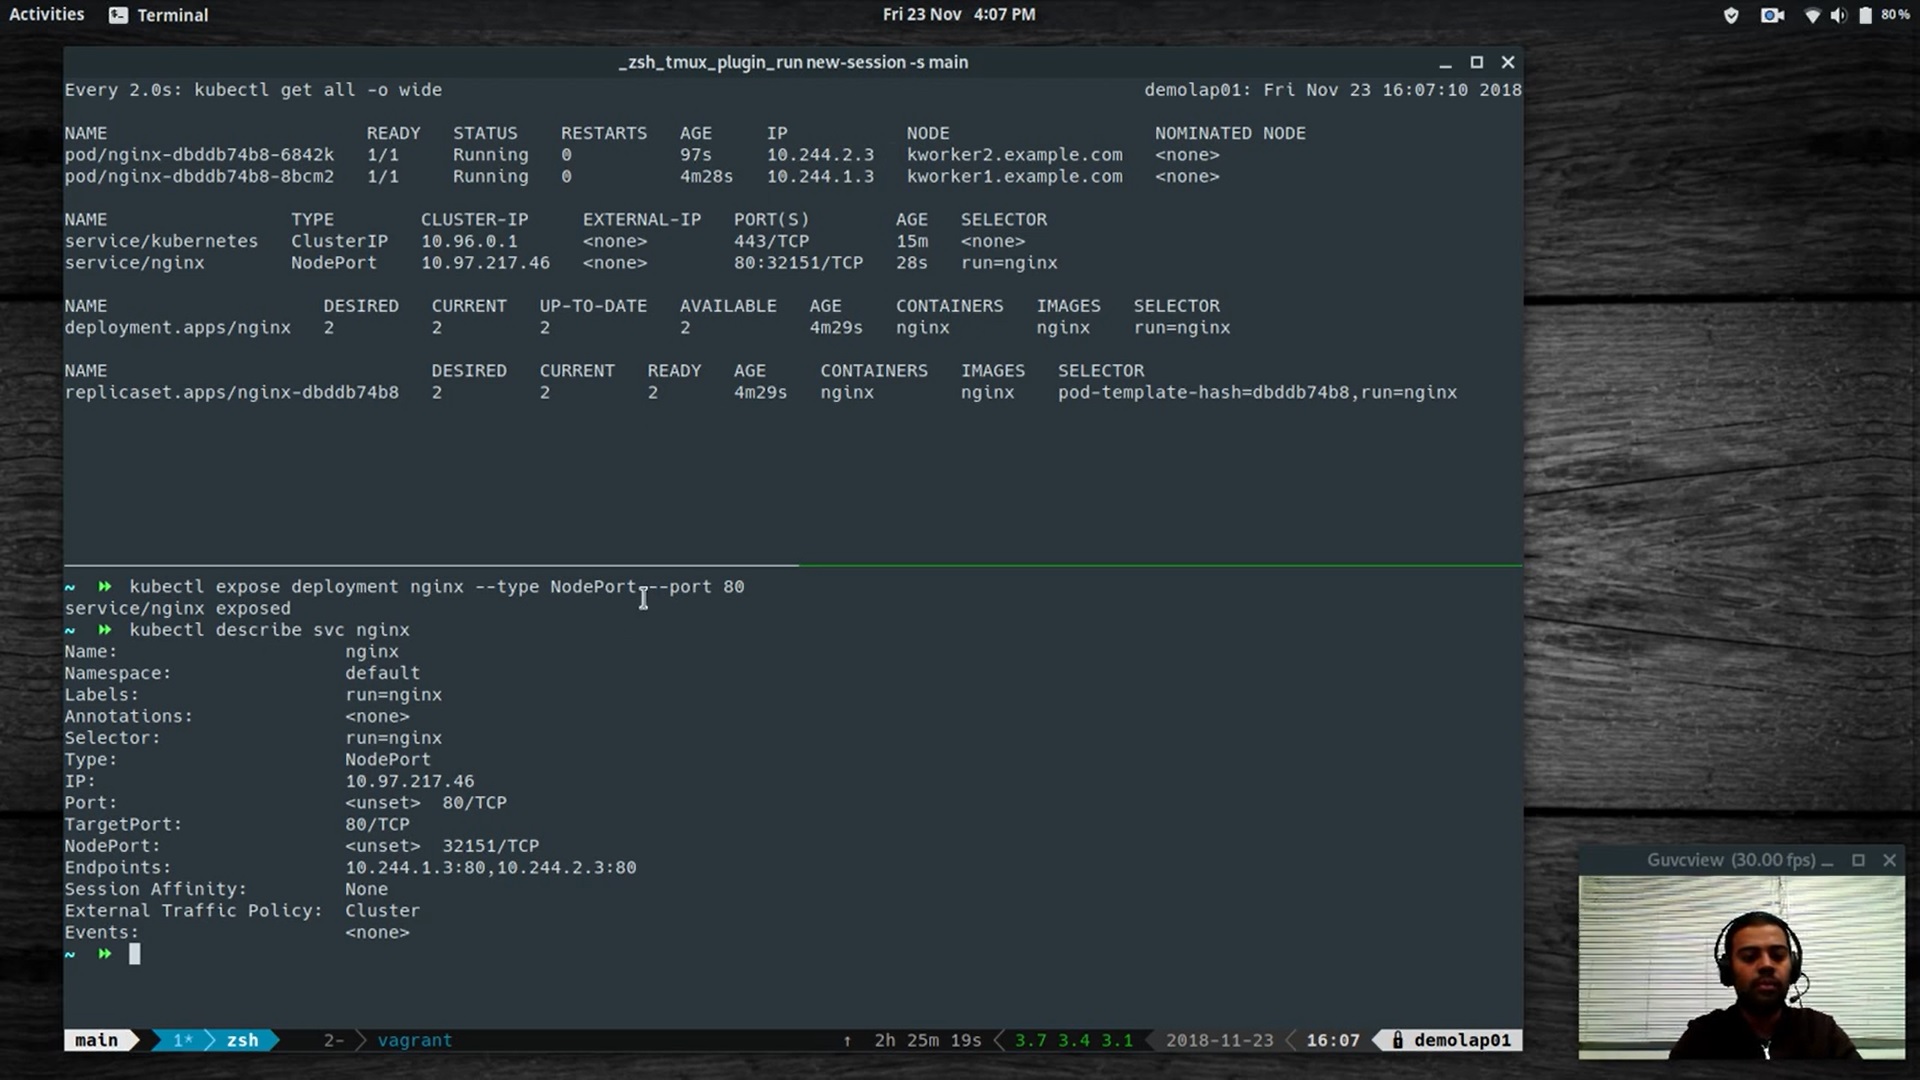 Activities Terminal Fri 23 Nov 4:07 PM 80%
_zsh_tmux_plugin_run new-session -s main
Every 2.0s: kubectl get all -o wide demolap01: Fri Nov 23 16:07:10 2018
NAME READY STATUS RESTARTS AGE IP NODE NOMINATED NODE
pod/nginx-dbddb74b8-6842k 1/1 Running 0 97s 10.244.2.3 kworker2.example.com <none>
pod/nginx-dbddb74b8-8bcm2 1/1 Running 0 4m28s 10.244.1.3 kworker1.example.com <none>
NAME TYPE CLUSTER-IP EXTERNAL-IP PORT(S) AGE SELECTOR
service/kubernetes ClusterIP 10.96.0.1 <none> 443/TCP 15m <none>
service/nginx NodePort 10.97.217.46 <none> 80:32151/TCP 28s run=nginx
NAME DESIRED CURRENT UP-TO-DATE AVAILABLE AGE CONTAINERS IMAGES SELECTOR
deployment.apps/nginx 2 2 2 2 4m29s nginx nginx run=nginx
NAME DESIRED CURRENT READY AGE CONTAINERS IMAGES SELECTOR
replicaset.apps/nginx-dbddb74b8 2 2 2 4m29s nginx nginx pod-template-hash=dbddb74b8,run=nginx
~ kubectl expose deployment nginx --type NodePort --port 80
service/nginx exposed
~ kubectl describe svc nginx
Name: nginx
Namespace: default
Labels: run=nginx
Annotations: <none>
Selector: run=nginx
Type: NodePort
IP: 10.97.217.46
Port: <unset> 80/TCP
TargetPort: 80/TCP
NodePort: <unset> 32151/TCP
Endpoints: 10.244.1.3:80,10.244.2.3:80
Session Affinity: None
External Traffic Policy: Cluster
Events: <none>
~
Guvcview (30.00 fps)
main 1* zsh 2- vagrant ↑ 2h 25m 19s 3.7 3.4 3.1 2018-11-23 16:07 demolap01